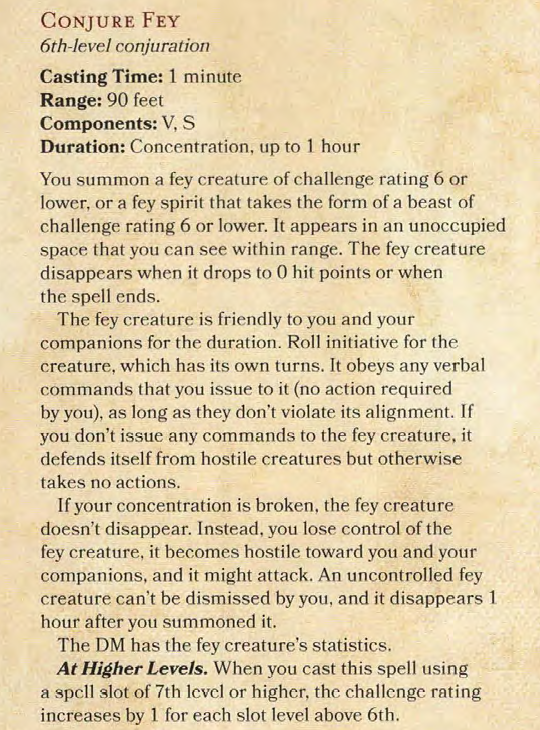 CONJURE FEY
6th-level conjuration
Casting Time: 1 minute
Range: 90 feet
Components: V, S
Duration: Concentration, up to 1 hour
You summon a fey creature of challenge rating 6 or
lower, or a fey spirit that takes the form of a beast of
challenge rating 6 or lower. It appears in an unoccupied
space that you can see within range. The fey creature
disappears when it drops to 0 hit points or when
the spell ends.
The fey creature is friendly to you and your
companions for the duration. Roll initiative for the
creature, which has its own turns. It obeys any verbal
commands that you issue to it (no action required
by you), as long as they don't violate its alignment. If
you don't issue any commands to the fey creature, it
defends itself from hostile creatures but otherwise
takes no actions.
If your concentration is broken, the fey creature
doesn't disappear. Instead, you lose control of the
fey creature, it becomes hostile toward you and your
companions, and it might attack. An uncontrolled fey
creature can't be dismissed by you, and it disappears 1
hour after you summoned it.
The DM has the fey creature's statistics.
At Higher Levels. When you cast this spell using
a spell slot of 7th level or higher, the challenge rating
increases by 1 for each slot level above 6th.